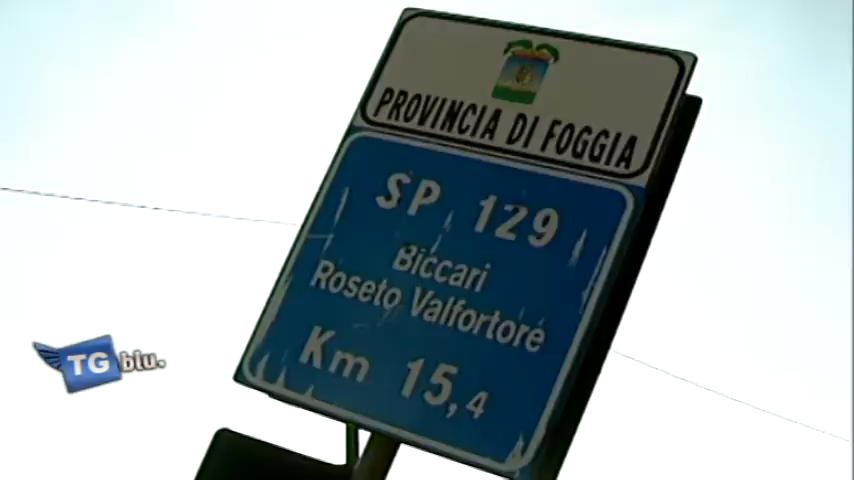 PROVINCIA DI FOGGIA
SP 129
Biccari
Roseto Valfortore
Km 15,4
TG blu.